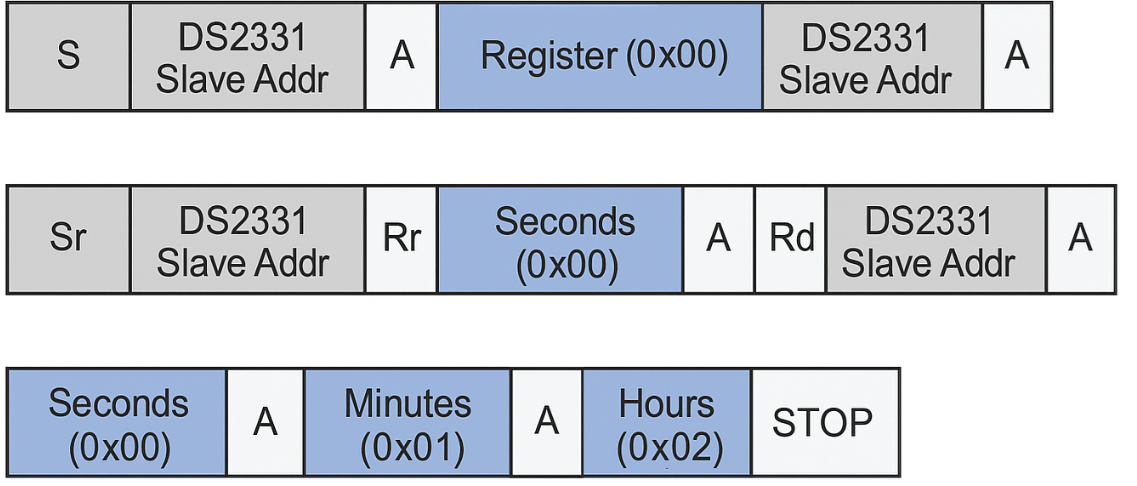 S DS2331 Slave Addr A Register (0x00) DS2331 Slave Addr A
Sr DS2331 Slave Addr Rr Seconds (0x00) A Rd DS2331 Slave Addr A
Seconds (0x00) A Minutes (0x01) A Hours (0x02) STOP